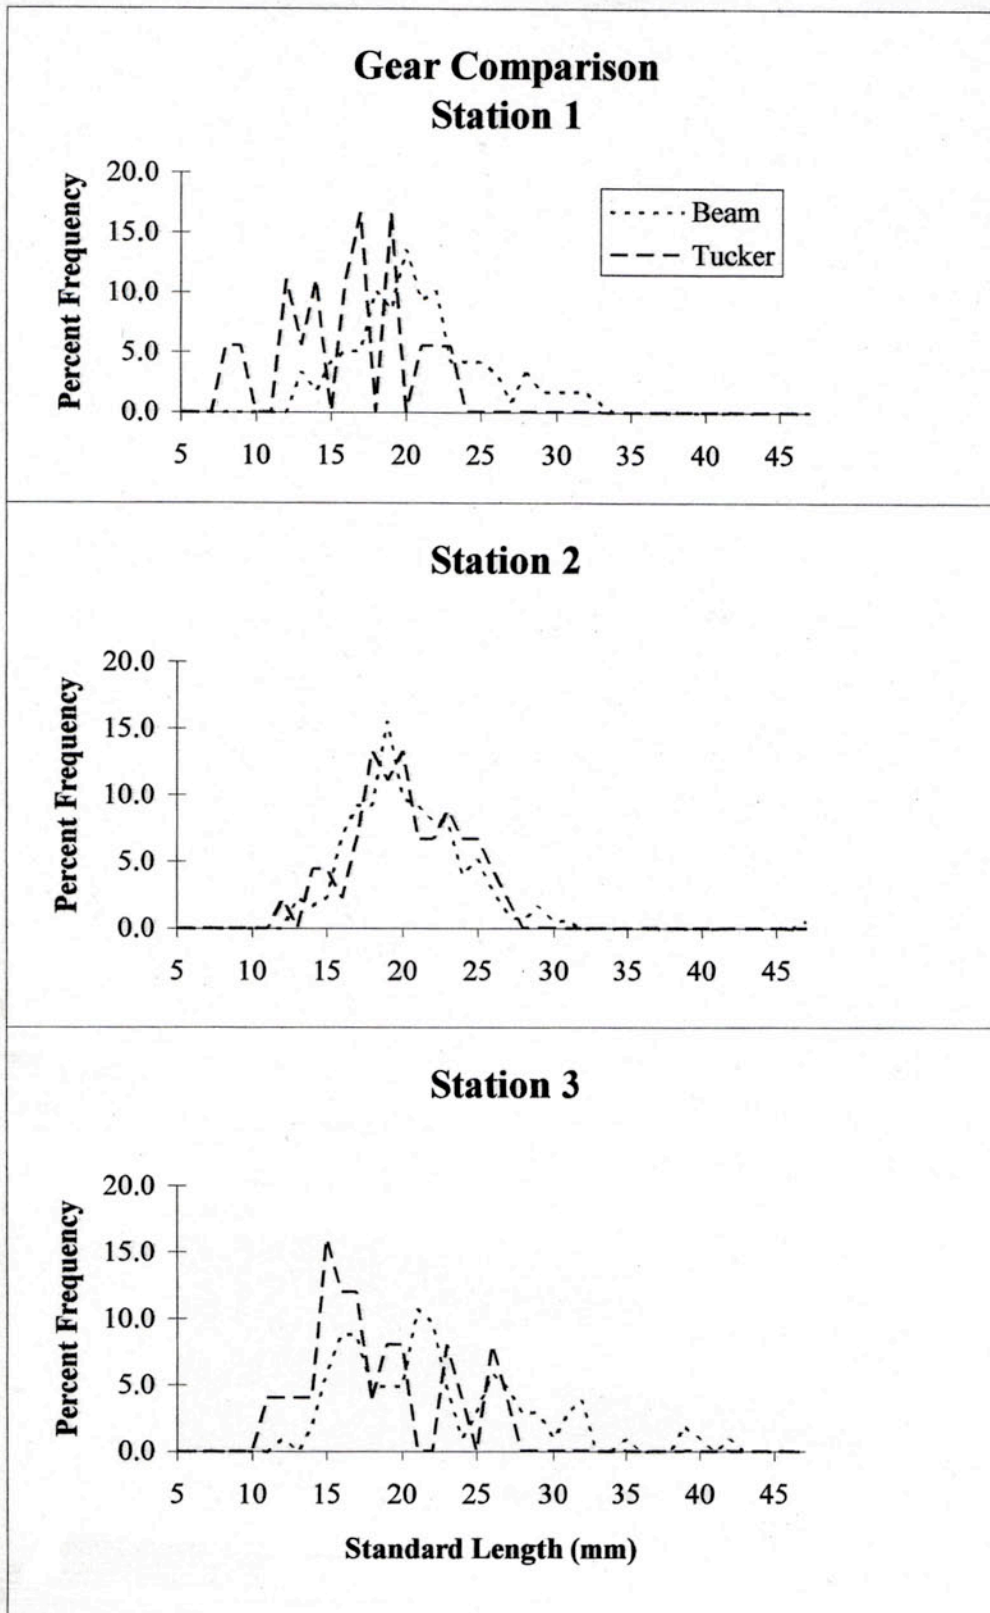 Gear Comparison
Station 1
Percent Frequency
20.0
15.0
10.0
5.0
0.0
Beam
Tucker
5 10 15 20 25 30 35 40 45
Station 2
Percent Frequency
20.0
15.0
10.0
5.0
0.0
5 10 15 20 25 30 35 40 45
Station 3
Percent Frequency
20.0
15.0
10.0
5.0
0.0
5 10 15 20 25 30 35 40 45
Standard Length (mm)